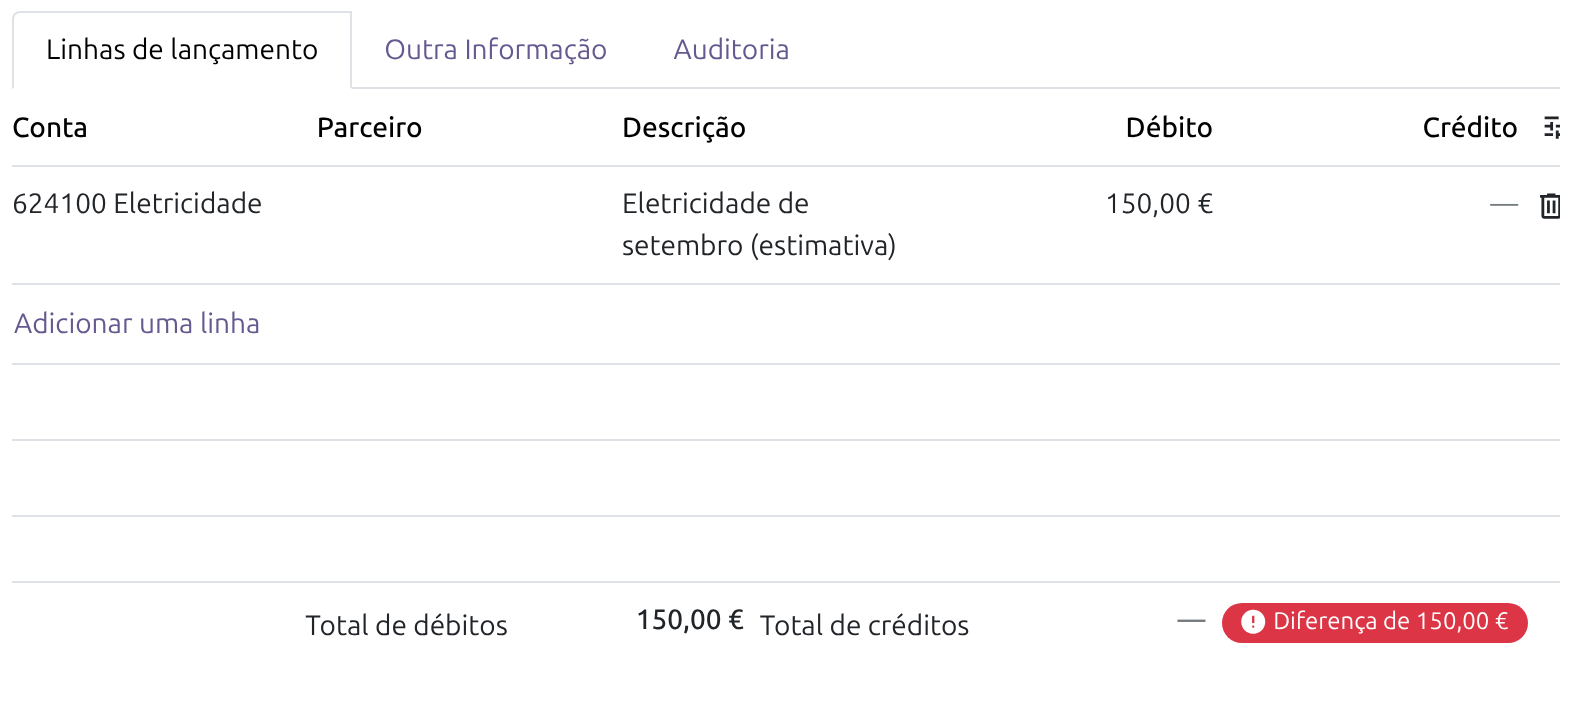 Linhas de lançamento Outra Informação Auditoria
Conta Parceiro Descrição Débito Crédito
624100 Eletricidade Eletricidade de 150,00 € —
setembro (estimativa)
Adicionar uma linha
Total de débitos 150,00 € Total de créditos — Diferença de 150,00 €